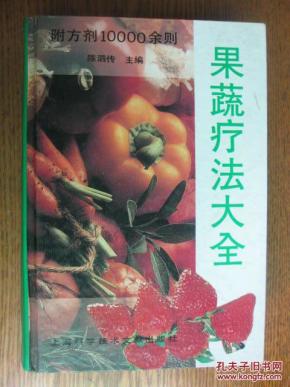 附方剂10000余则
陈泗传 主编
果蔬疗法大全
上海科学技术文献出版社
孔夫子旧书网